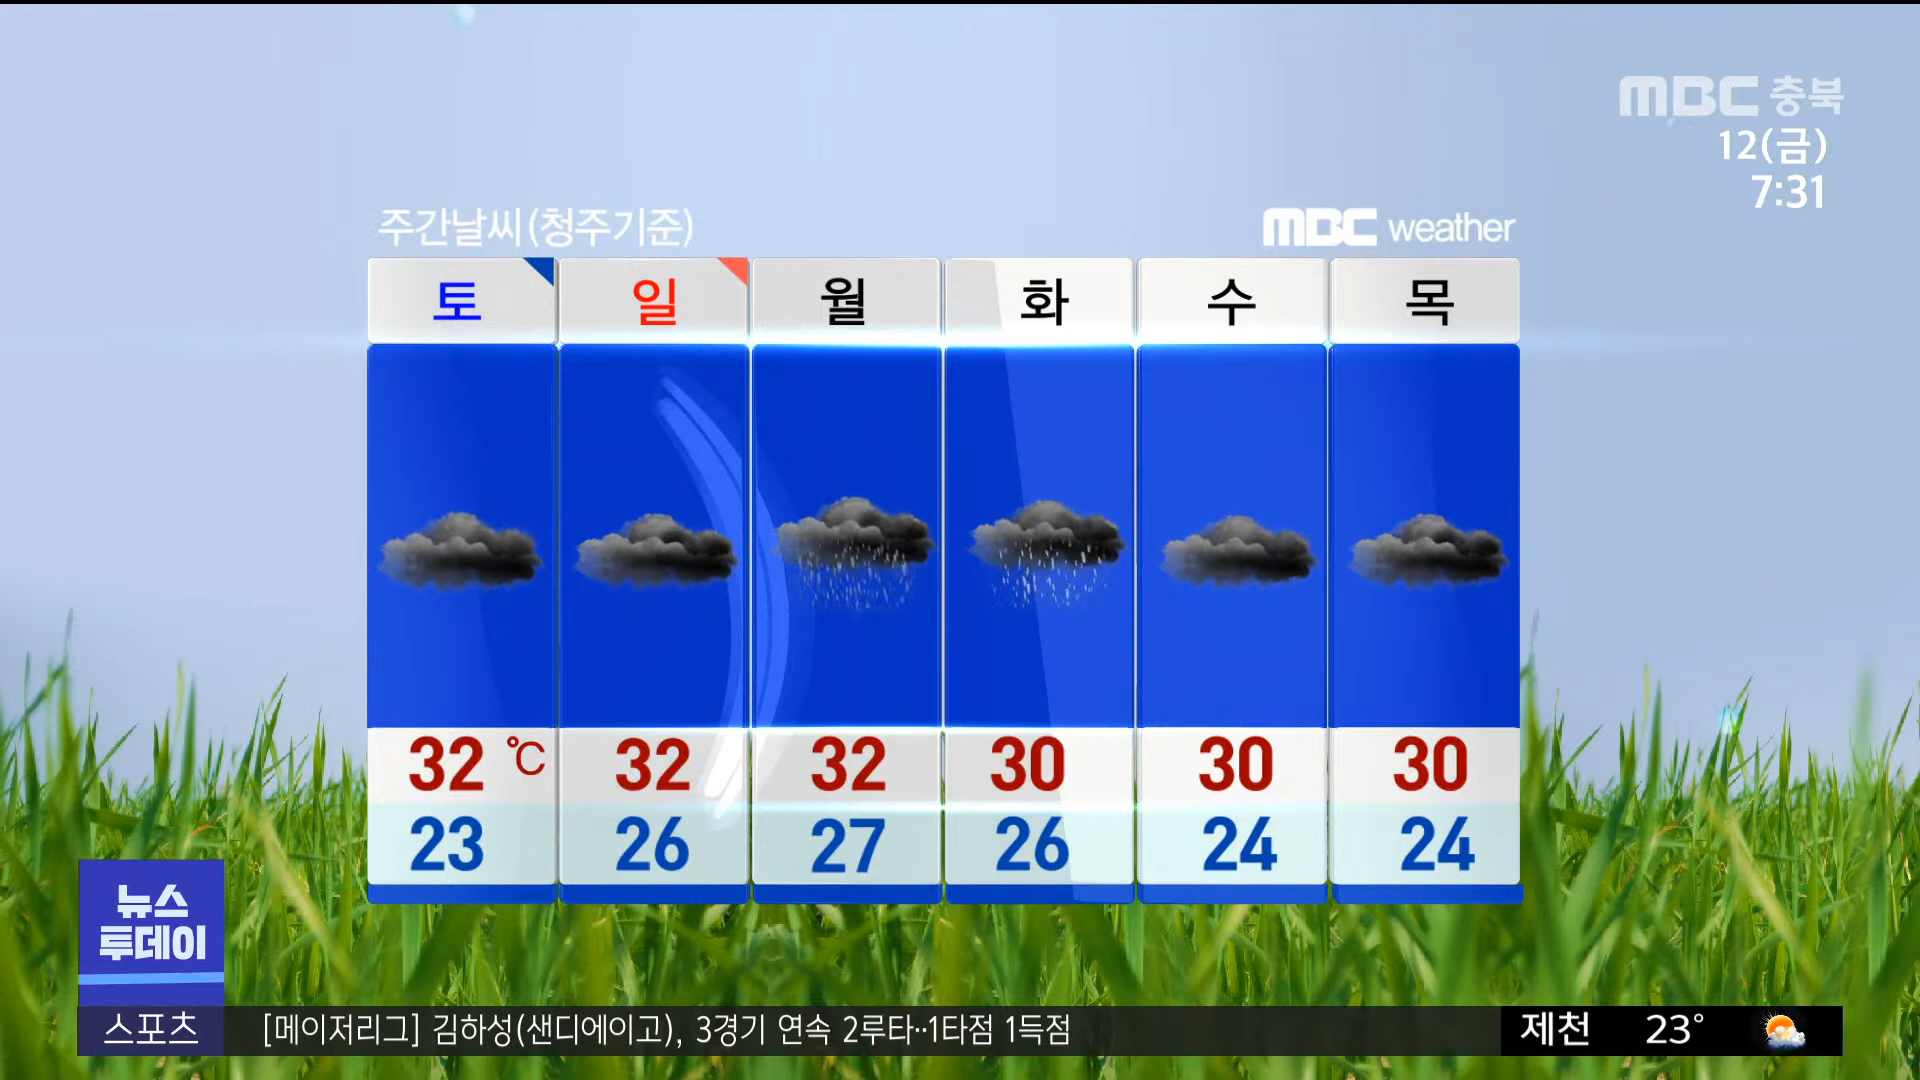 MBC 충북
12(금)
7:31
주간날씨(청주기준)
MBC weather
토 일 월 화 수 목
32 ℃ 32 32 30 30 30
23 26 27 26 24 24
뉴스
투데이
스포츠 [메이저리그] 김하성(샌디에이고), 3경기 연속 2루타··1타점 1득점
제천 23°